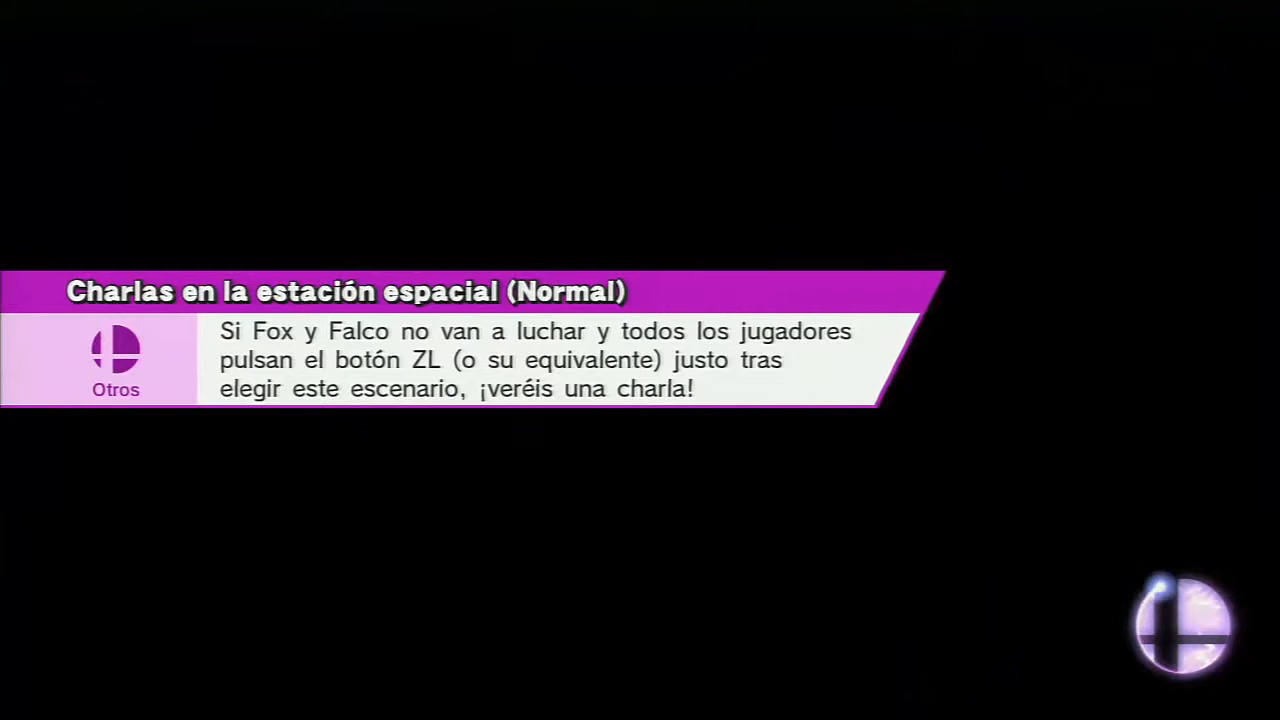 Charlas en la estación espacial (Normal)
Si Fox y Falco no van a luchar y todos los jugadores
pulsan el botón ZL (o su equivalente) justo tras
elegir este escenario, ¡veréis una charla!
Otros